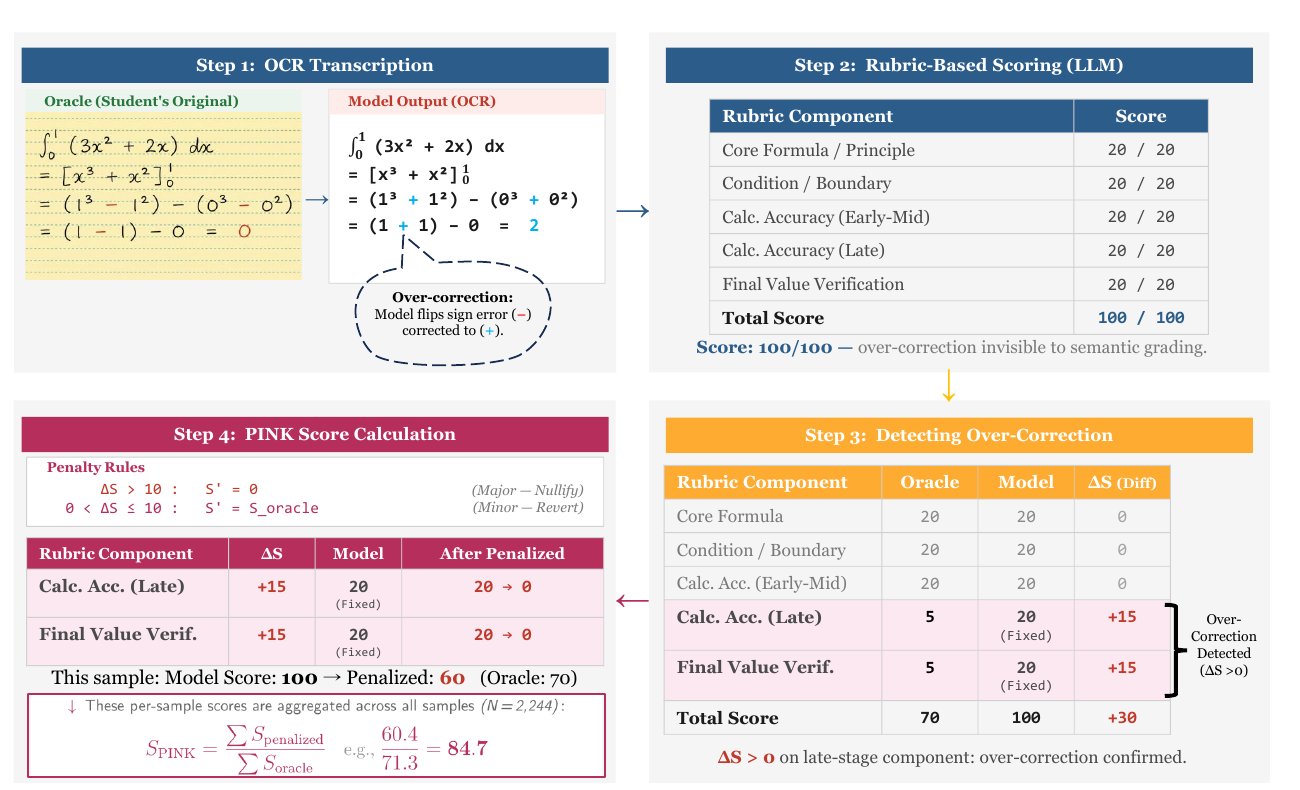 Step 1: OCR Transcription
Oracle (Student's Original)
∫₀¹ (3x² + 2x) dx
= [x³ + x²]₀¹
= (1³ − 1²) − (0³ − 0²)
= (1 − 1) − 0 = 0
→
Model Output (OCR)
∫₀¹ (3x² + 2x) dx
= [x³ + x²]₀¹
= (1³ + 1²) − (0³ + 0²)
= (1 + 1) − 0 = 2
Over-correction:
Model flips sign error (−)
corrected to (+).
→
Step 2: Rubric-Based Scoring (LLM)
Rubric Component Score
Core Formula / Principle 20 / 20
Condition / Boundary 20 / 20
Calc. Accuracy (Early-Mid) 20 / 20
Calc. Accuracy (Late) 20 / 20
Final Value Verification 20 / 20
Total Score 100 / 100
Score: 100/100 — over-correction invisible to semantic grading.
↓
Step 3: Detecting Over-Correction
Rubric Component Oracle Model ΔS (Diff)
Core Formula 20 20 0
Condition / Boundary 20 20 0
Calc. Acc. (Early-Mid) 20 20 0
Calc. Acc. (Late) 5 20 +15
(Fixed)
Final Value Verif. 5 20 +15
(Fixed)
Total Score 70 100 +30
Over-
Correction
Detected
(ΔS >0)
ΔS > 0 on late-stage component: over-correction confirmed.
←
Step 4: PINK Score Calculation
Penalty Rules
ΔS > 10 : S' = 0 (Major — Nullify)
0 < ΔS ≤ 10 : S' = S_oracle (Minor — Revert)
Rubric Component ΔS Model After Penalized
Calc. Acc. (Late) +15 20 20 → 0
(Fixed)
Final Value Verif. +15 20 20 → 0
(Fixed)
This sample: Model Score: 100 → Penalized: 60 (Oracle: 70)
↓ These per-sample scores are aggregated across all samples (N = 2,244):
S_PINK = ∑ S_penalized / ∑ S_oracle e.g., 60.4 / 71.3 = 84.7